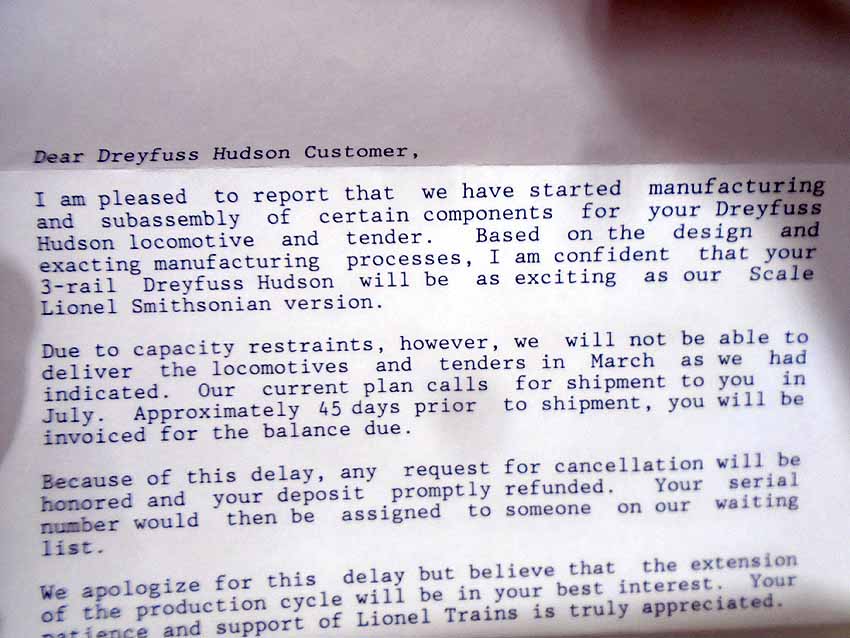 Dear Dreyfuss Hudson Customer,
I am pleased to report that we have started manufacturing
and subassembly of certain components for your Dreyfuss
Hudson locomotive and tender. Based on the design and
exacting manufacturing processes, I am confident that your
3-rail Dreyfuss Hudson will be as exciting as our Scale
Lionel Smithsonian version.
Due to capacity restraints, however, we will not be able to
deliver the locomotives and tenders in March as we had
indicated. Our current plan calls for shipment to you in
July. Approximately 45 days prior to shipment, you will be
invoiced for the balance due.
Because of this delay, any request for cancellation will be
honored and your deposit promptly refunded. Your serial
number would then be assigned to someone on our waiting
list.
We apologize for this delay but believe that the extension
of the production cycle will be in your best interest. Your
patience and support of Lionel Trains is truly appreciated.